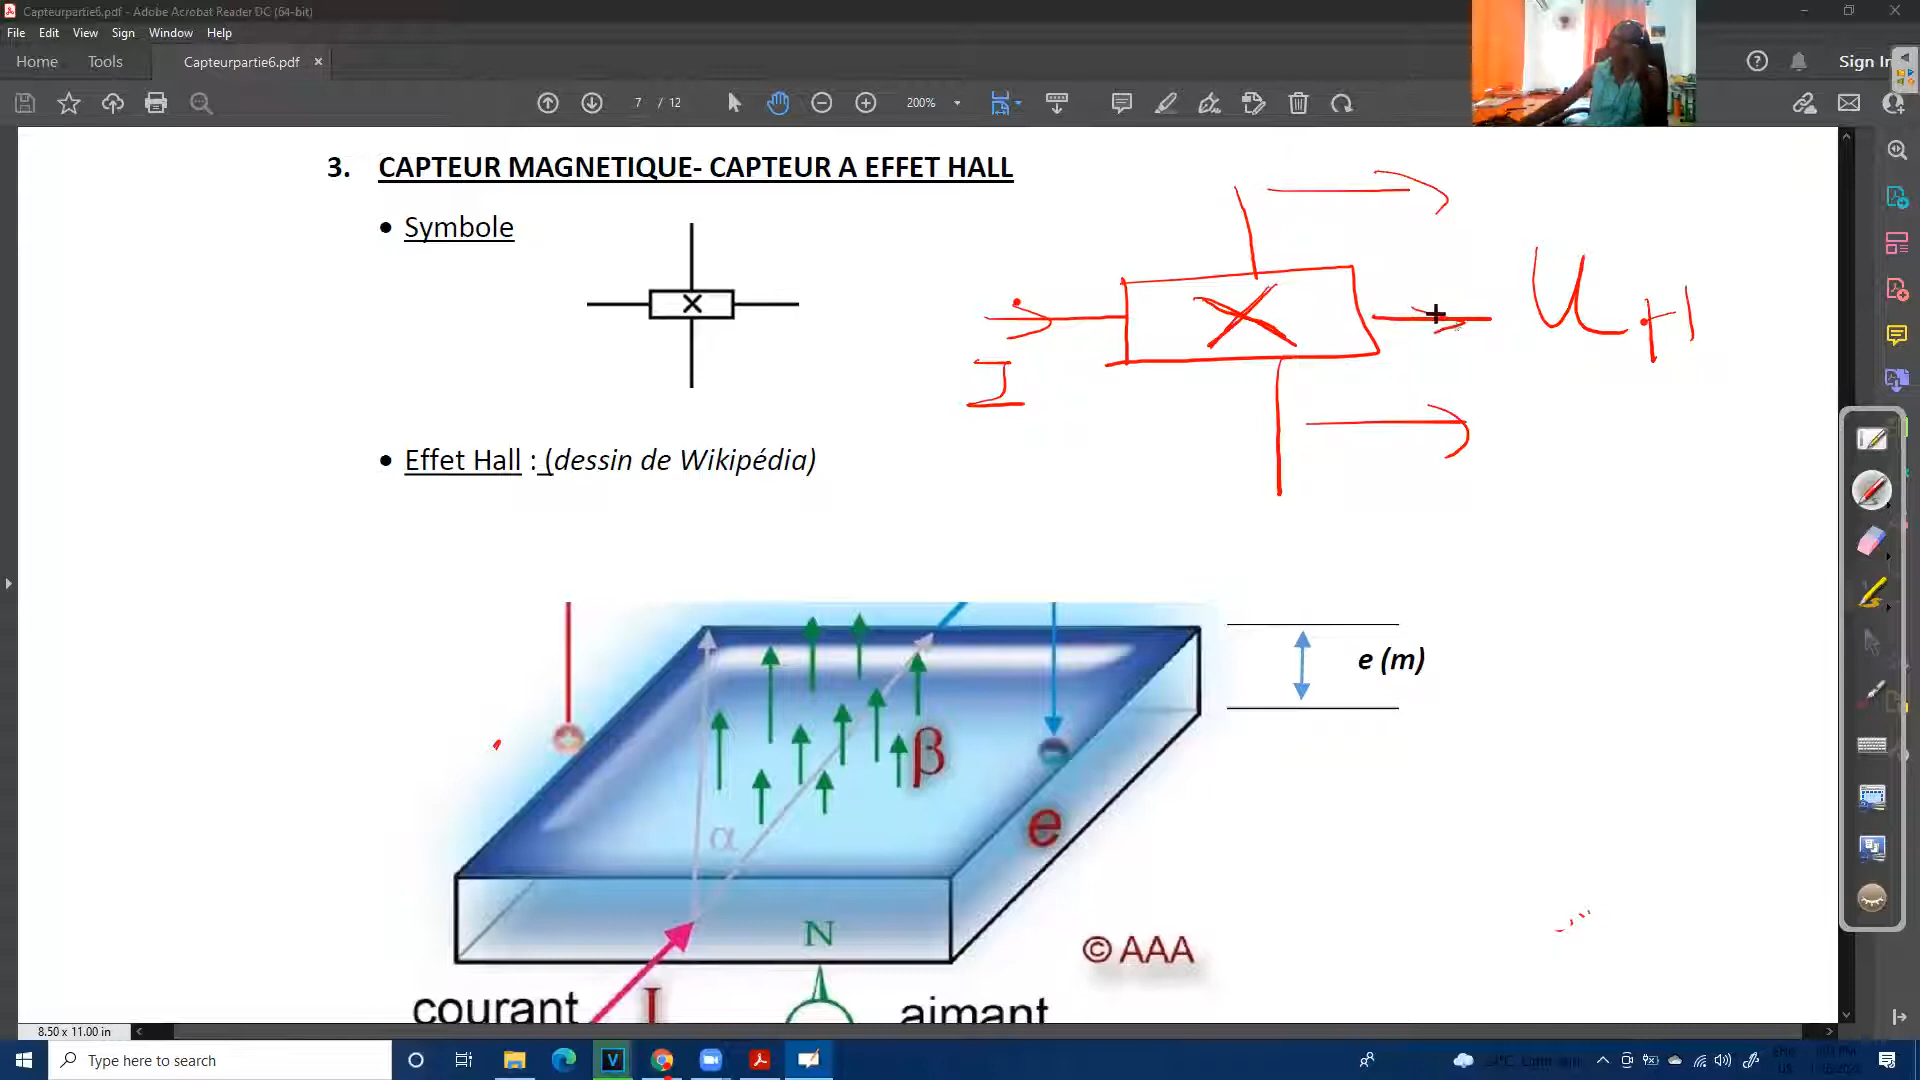 Capteurpartie6.pdf - Adobe Acrobat Reader DC (64-bit)
File Edit View Sign Window Help
Home Tools Capteurpartie6.pdf × Sign In
7 / 12 200%
3. CAPTEUR MAGNETIQUE- CAPTEUR A EFFET HALL
• Symbole
I
U
H
• Effet Hall : (dessin de Wikipédia)
e (m)
β
e
α
N
© AAA
courant I aimant
8.50 x 11.00 in
Type here to search